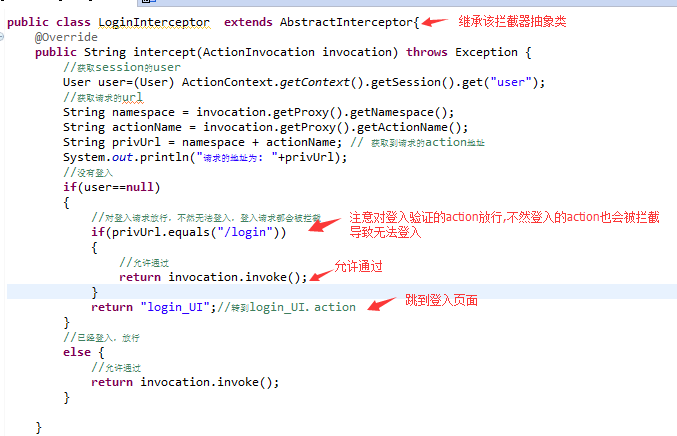 public class LoginInterceptor extends AbstractInterceptor{ 继承该拦截器抽象类
@Override
public String intercept(ActionInvocation invocation) throws Exception {
//获取session的user
User user=(User) ActionContext.getContext().getSession().get("user");
//获取请求的url
String namespace = invocation.getProxy().getNamespace();
String actionName = invocation.getProxy().getActionName();
String privUrl = namespace + actionName; // 获取到请求的action地址
System.out.println("请求的地址为: "+privUrl);
//没有登入
if(user==null)
{
//对登入请求放行，不然无法登入，登入请求都会被拦截
if(privUrl.equals("/login"))
注意对登入验证的action放行,不然登入的action也会被拦截
导致无法登入
{
//允许通过
return invocation.invoke(); 允许通过
}
return "login_UI";//转到login_UI．action 跳到登入页面
}
//已经登入，放行
else {
//允许通过
return invocation.invoke();
}
}